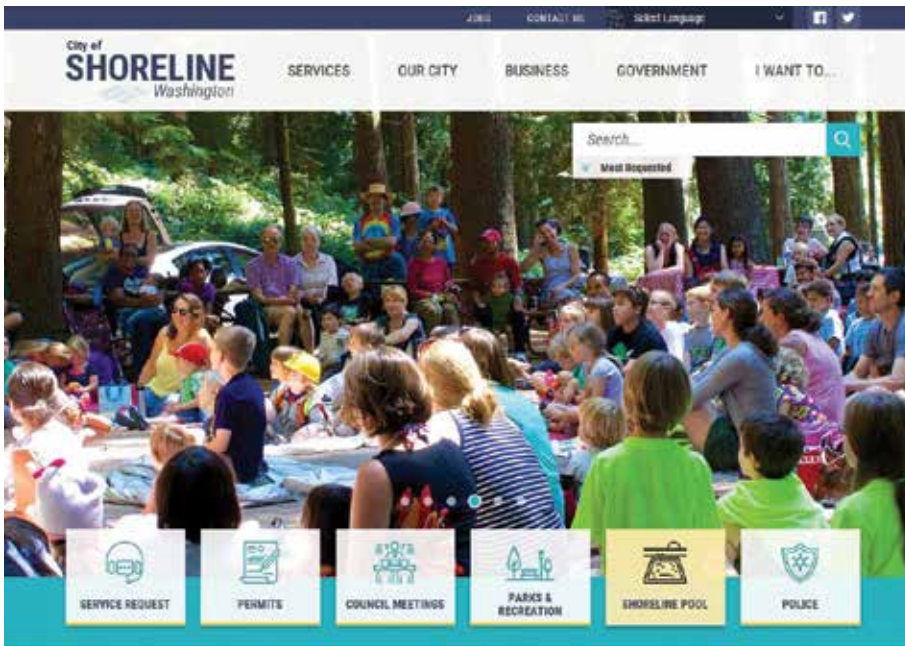 JOBS CONTACT US Select Language
City of
SHORELINE
Washington
SERVICES OUR CITY BUSINESS GOVERNMENT I WANT TO...
Search...
Most Requested
SERVICE REQUEST
PERMITS
COUNCIL MEETINGS
PARKS &
RECREATION
SHORELINE POOL
POLICE